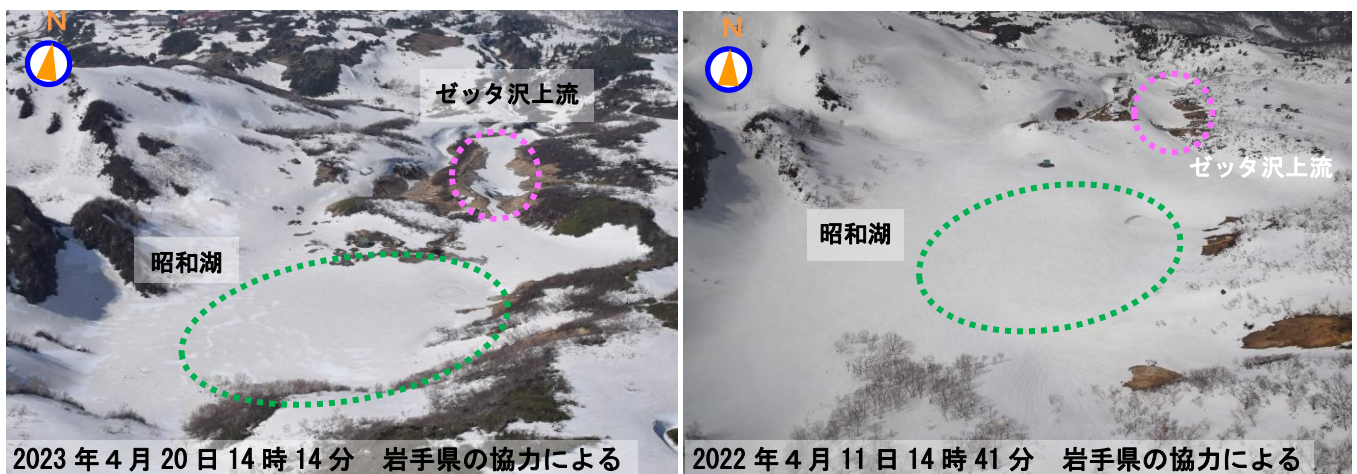 N
ゼッタ沢上流
昭和湖
2023年4月20日14時14分　岩手県の協力による
N
ゼッタ沢上流
昭和湖
2022年4月11日14時41分　岩手県の協力による